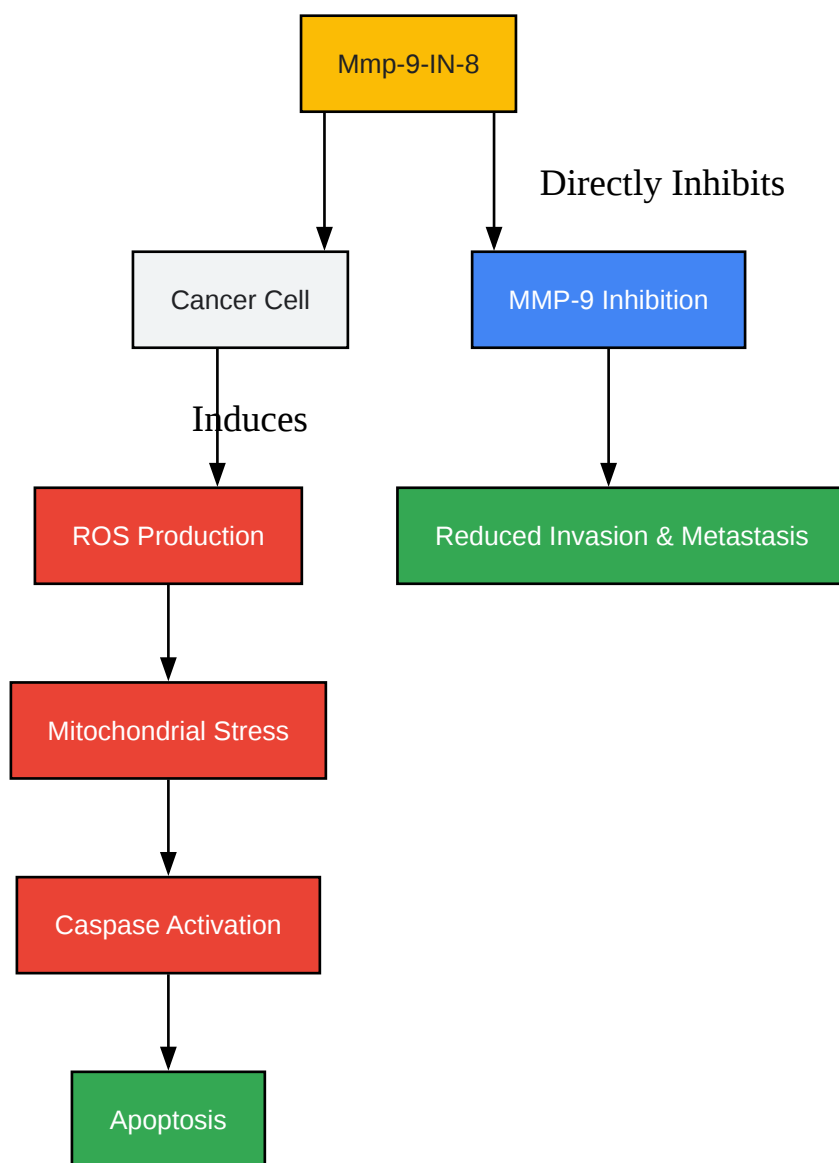 Mmp-9-IN-8
Directly Inhibits
Cancer Cell
MMP-9 Inhibition
Induces
ROS Production
Reduced Invasion & Metastasis
Mitochondrial Stress
Caspase Activation
Apoptosis